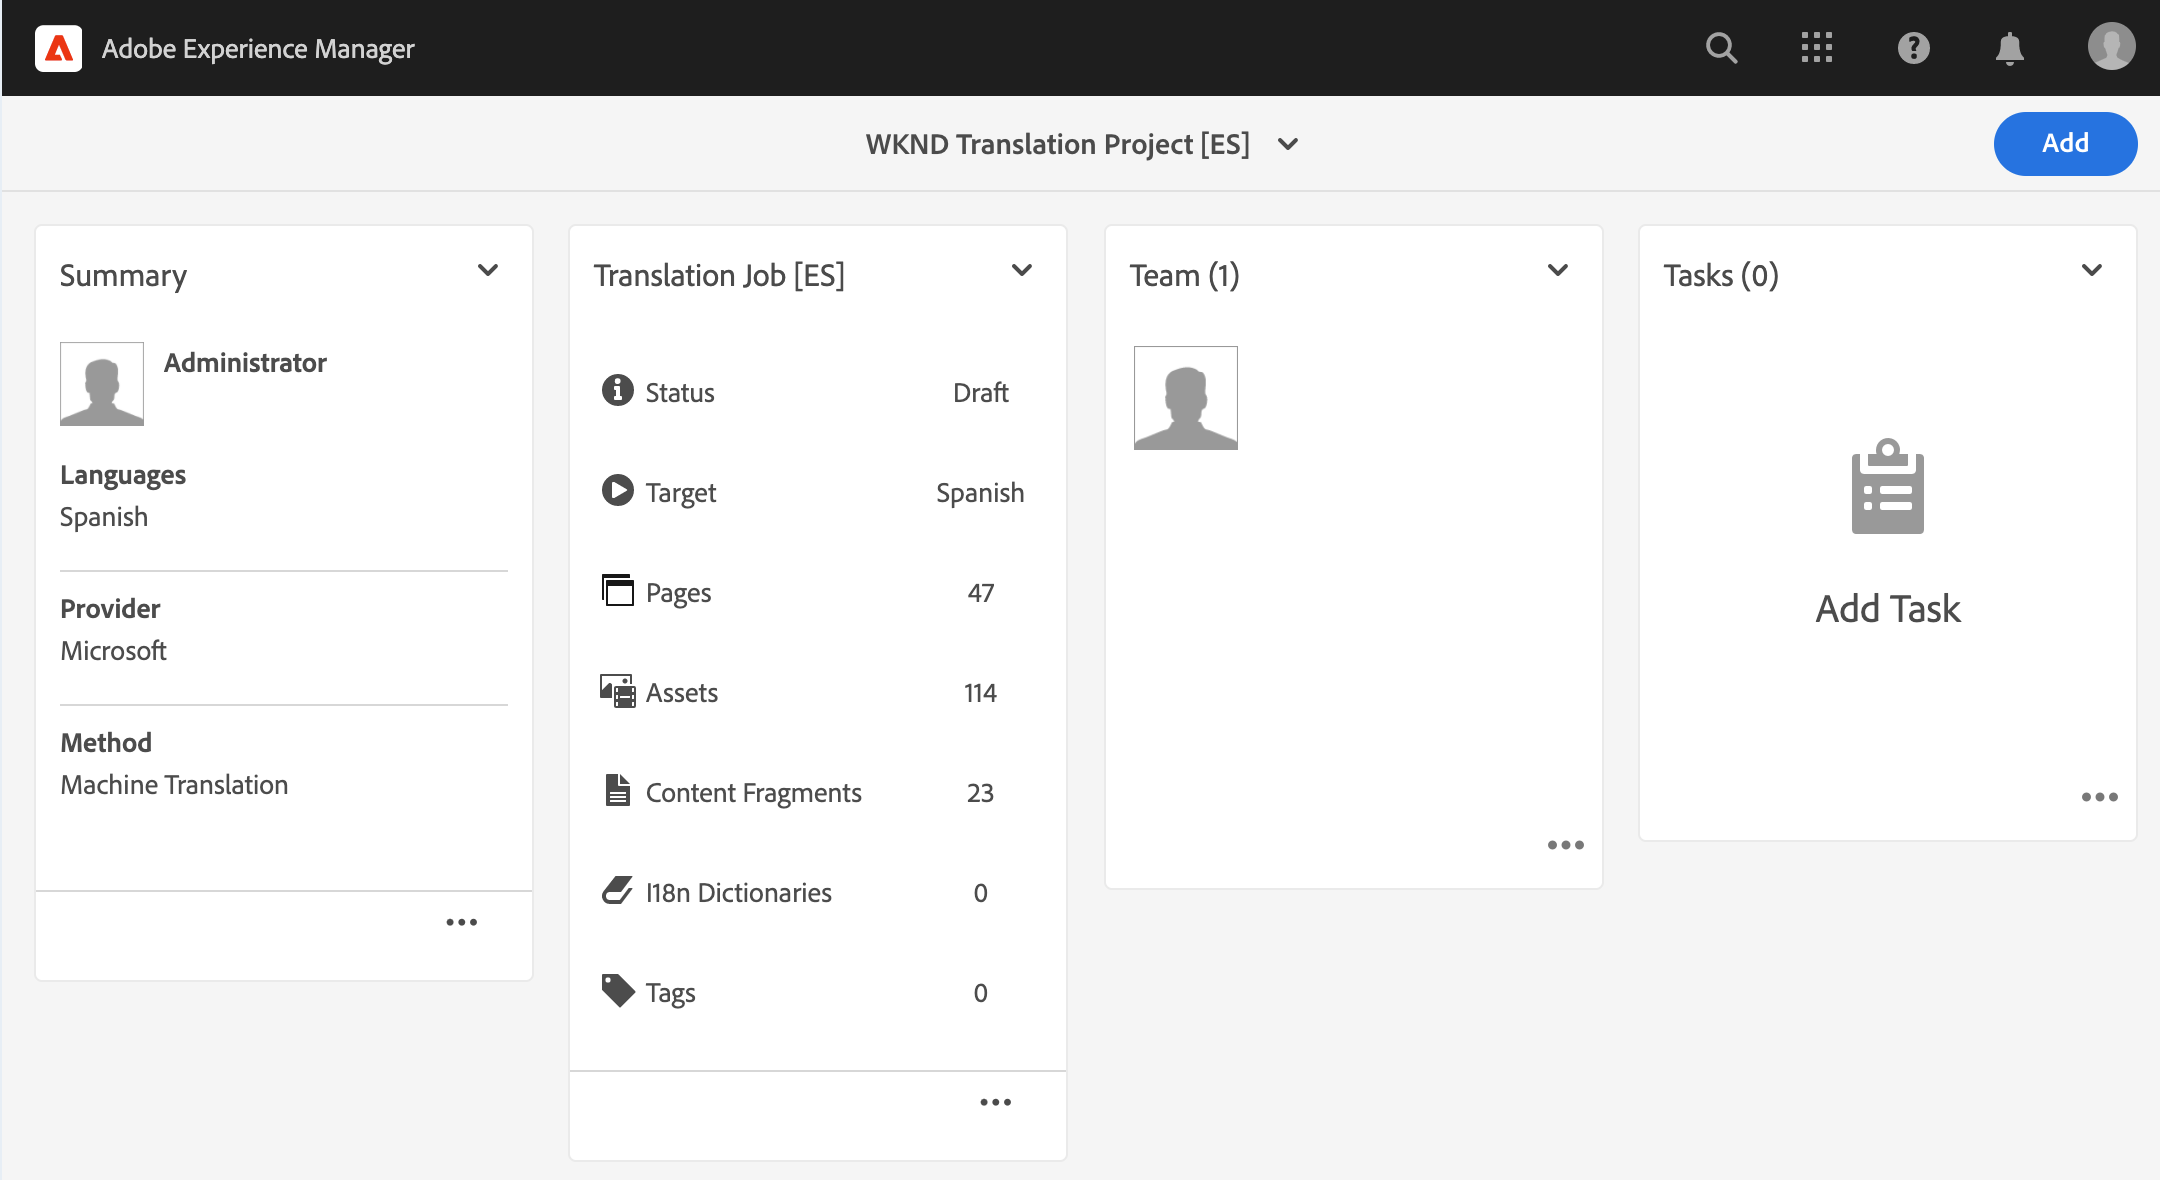 Adobe Experience Manager
WKND Translation Project [ES]
Add
Summary
Administrator
Languages
Spanish
Provider
Microsoft
Method
Machine Translation
Translation Job [ES]
Status Draft
Target Spanish
Pages 47
Assets 114
Content Fragments 23
I18n Dictionaries 0
Tags 0
Team (1)
Tasks (0)
Add Task